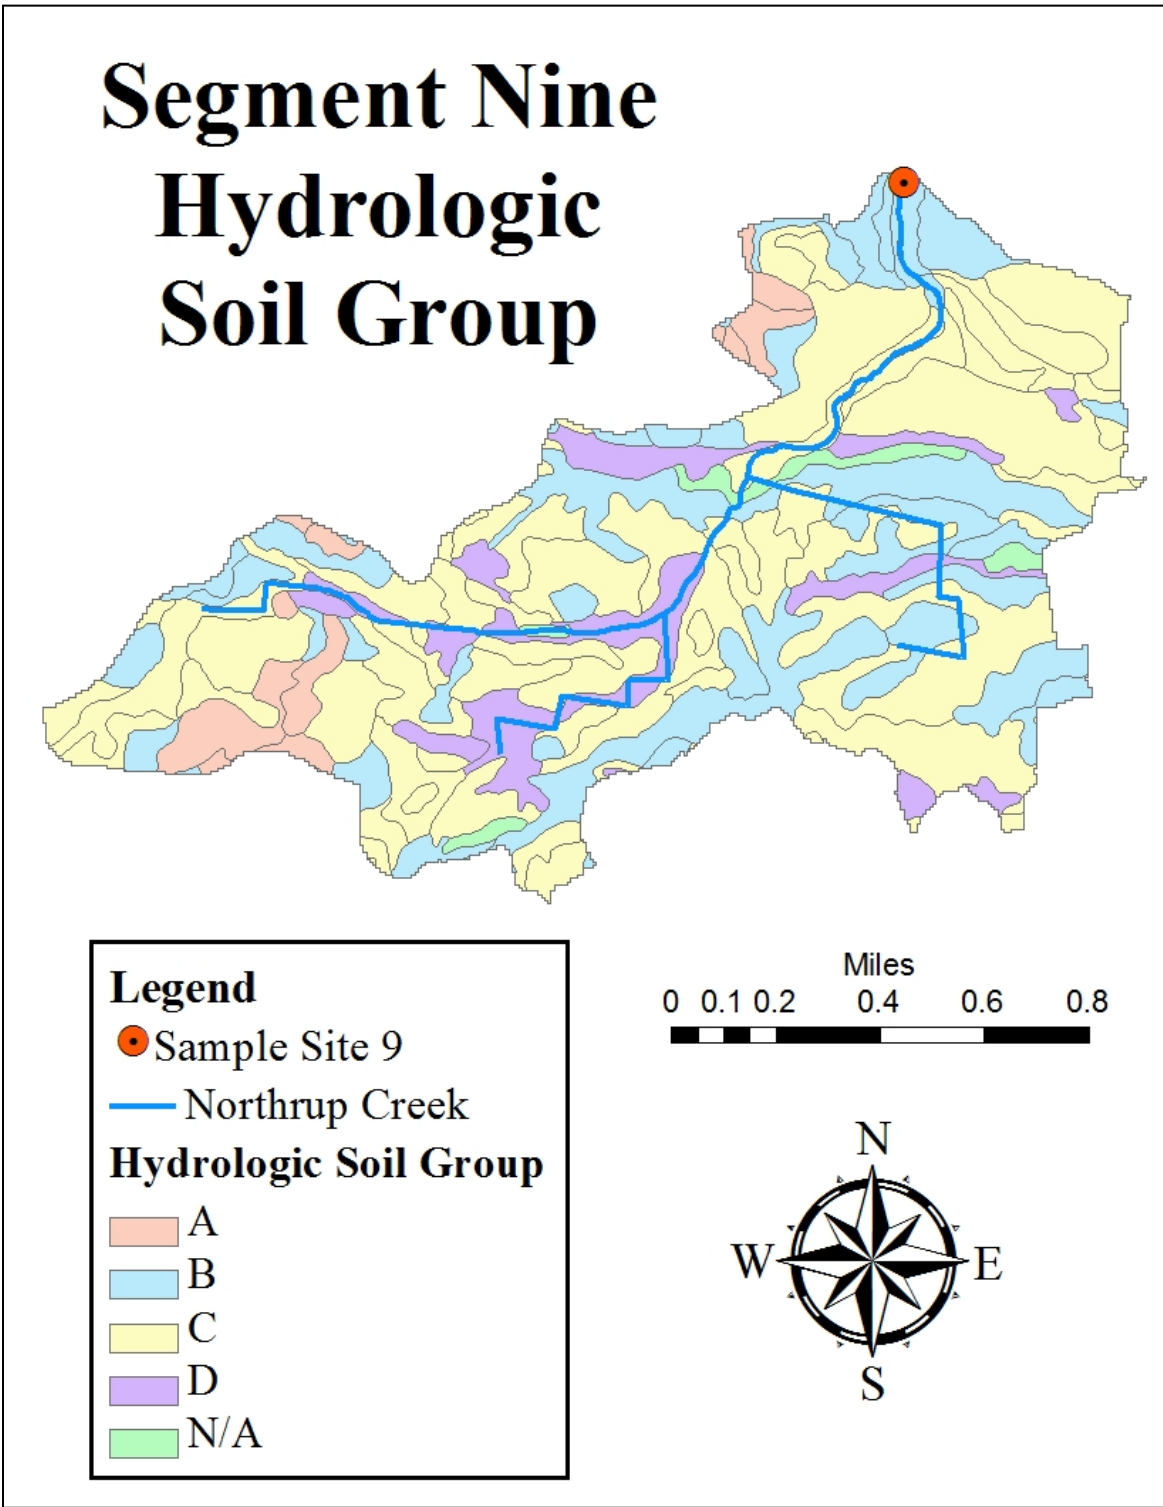 Segment Nine
Hydrologic
Soil Group
Legend
Sample Site 9
Northrup Creek
Hydrologic Soil Group
A
B
C
D
N/A
Miles
0 0.1 0.2 0.4 0.6 0.8
N
W E
S